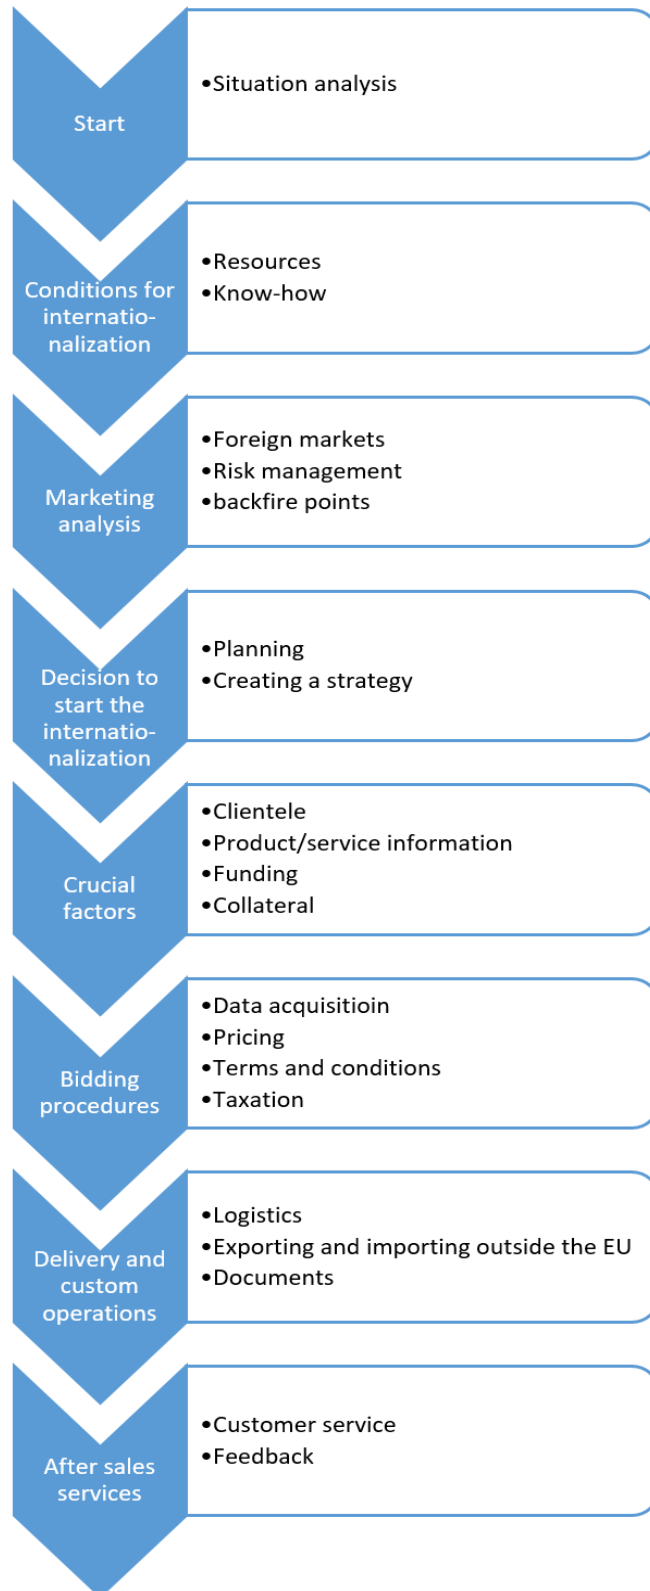 Start
•Situation analysis
Conditions for
internatio-
nalization
•Resources
•Know-how
Marketing
analysis
•Foreign markets
•Risk management
•backfire points
Decision to
start the
internatio-
nalization
•Planning
•Creating a strategy
Crucial
factors
•Clientele
•Product/service information
•Funding
•Collateral
Bidding
procedures
•Data acquisitioin
•Pricing
•Terms and conditions
•Taxation
Delivery and
custom
operations
•Logistics
•Exporting and importing outside the EU
•Documents
After sales
services
•Customer service
•Feedback